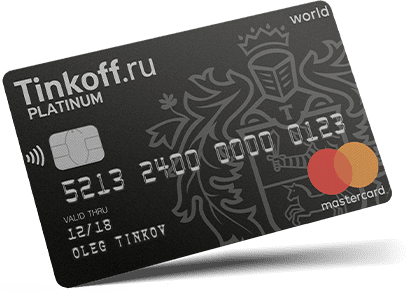 world
Tinkoff.ru
PLATINUM
5213 2400 0000 0123
VALID THRU
12/18
OLEG TINKOV
mastercard